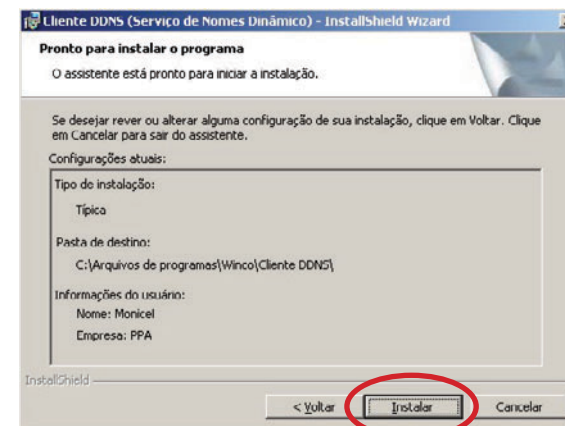 Cliente DDNS (Serviço de Nomes Dinâmico) - InstallShield Wizard
Pronto para instalar o programa
O assistente está pronto para iniciar a instalação.
Se desejar rever ou alterar alguma configuração de sua instalação, clique em Voltar. Clique
em Cancelar para sair do assistente.
Configurações atuais:
Tipo de instalação:
Típica
Pasta de destino:
C:\Arquivos de programas\Winco\Cliente DDNS\
Informações do usuário:
Nome: Monicel
Empresa: PPA
InstallShield
< Voltar Instalar Cancelar